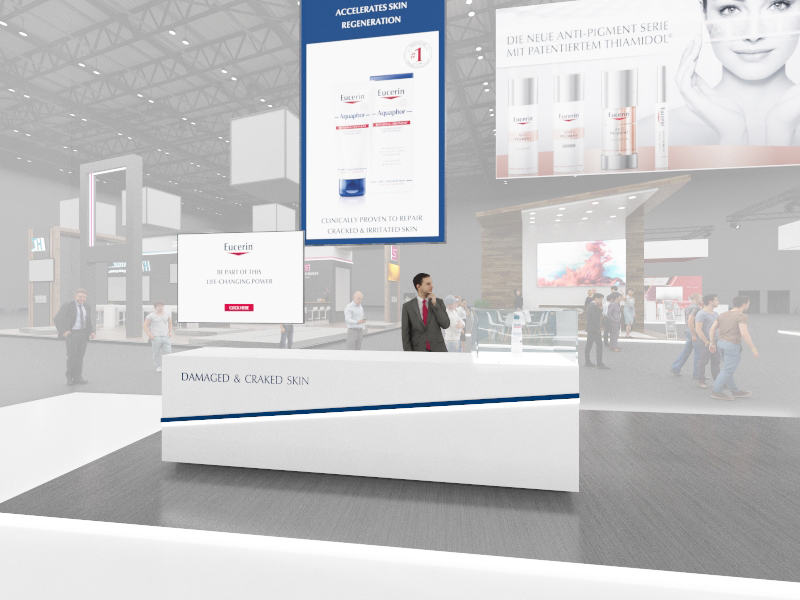 ACCELERATES SKIN
REGENERATION
#1
Eucerin
Aquaphor
Eucerin
Aquaphor
CLINICALLY PROVEN TO REPAIR
CRACKED & IRRITATED SKIN
DIE NEUE ANTI-PIGMENT SERIE
MIT PATENTIERTEM THIAMIDOL®
Eucerin
Eucerin
Eucerin
Eucerin
Eucerin
BE PART OF THIS
LIFE-CHANGING POWER
CLICK HERE
DAMAGED & CRAKED SKIN